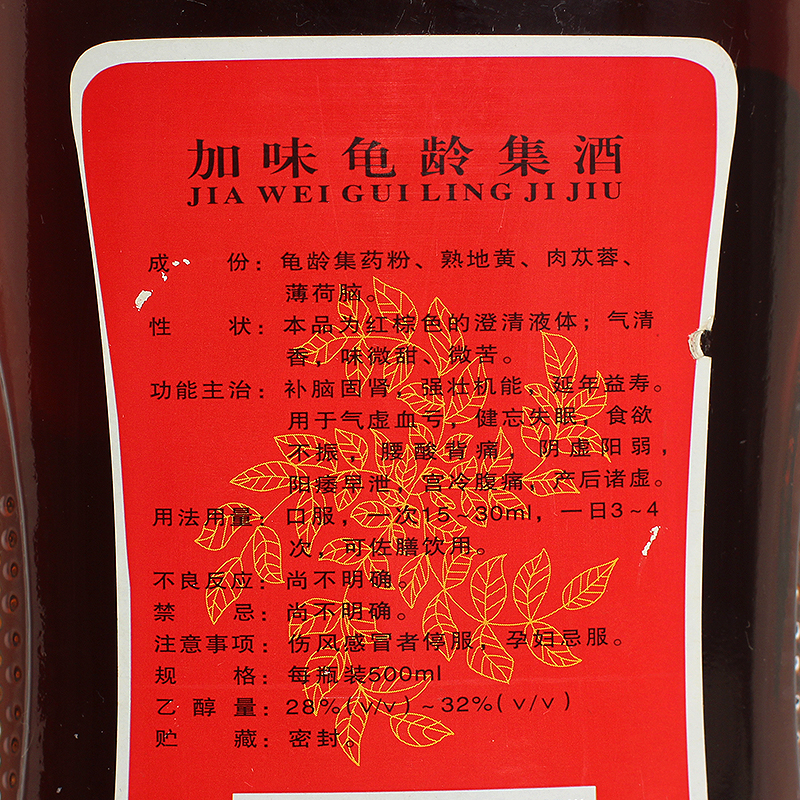 加味龟龄集酒
JIA WEI GUI LING JI JIU
成份：龟龄集药粉、熟地黄、肉苁蓉、
薄荷脑。
性状：本品为红棕色的澄清液体；气清
香，味微甜、微苦。
功能主治：补脑固肾，强壮机能，延年益寿。
用于气虚血亏，健忘失眠，食欲
不振，腰酸背痛，阴虚阳弱，
阳痿早泄，宫冷腹痛，产后诸虚。
用法用量：口服，一次15~30ml，一日3~4
次，可佐膳饮用。
不良反应：尚不明确。
禁忌：尚不明确。
注意事项：伤风感冒者停服，孕妇忌服。
规格：每瓶装500ml
乙醇量：28%(v/v)~32%(v/v)
贮藏：密封。